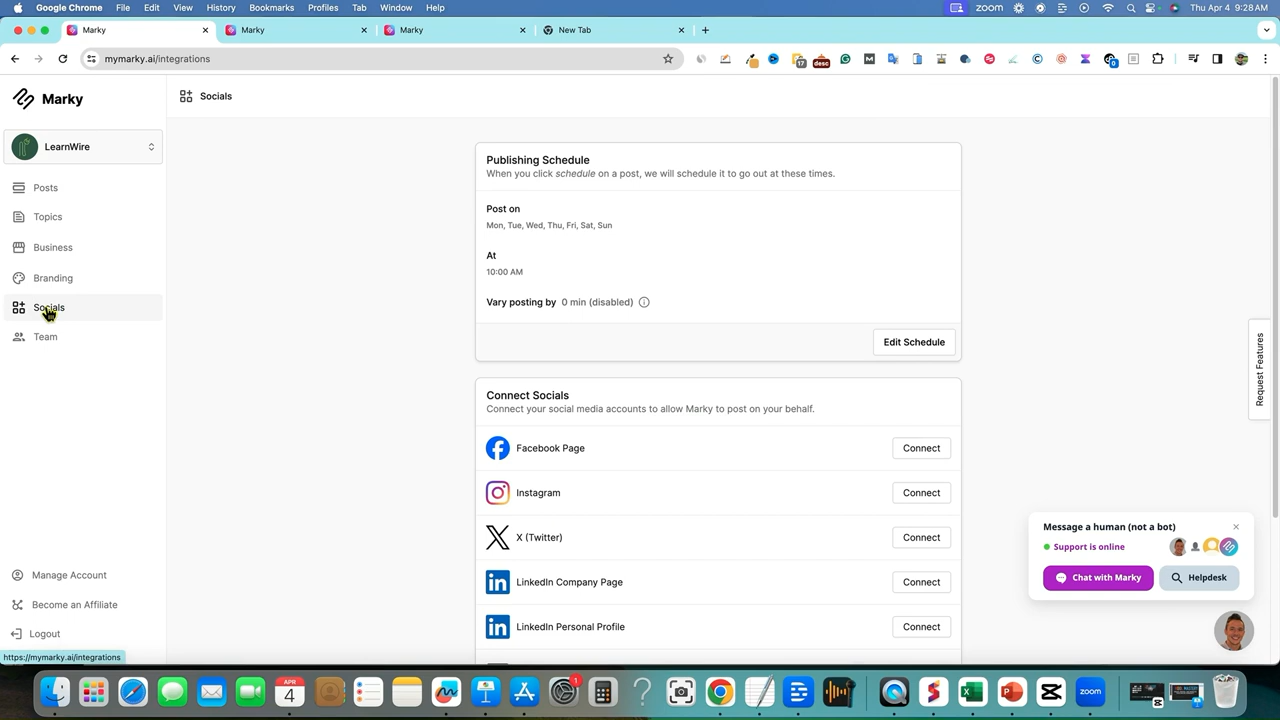 Google Chrome File Edit View History Bookmarks Profiles Tab Window Help
ZOOM Thu Apr 4 9:28 AM
Marky
Marky
Marky
New Tab
mymarky.ai/integrations
17
desc
0
Marky
LearnWire
Posts
Topics
Business
Branding
Socials
Team
Manage Account
Become an Affiliate
Logout
https://mymarky.ai/integrations
Socials
Publishing Schedule
When you click schedule on a post, we will schedule it to go out at these times.
Post on
Mon, Tue, Wed, Thu, Fri, Sat, Sun
At
10:00 AM
Vary posting by 0 min (disabled)
Edit Schedule
Connect Socials
Connect your social media accounts to allow Marky to post on your behalf.
Facebook Page Connect
Instagram Connect
X (Twitter) Connect
LinkedIn Company Page Connect
LinkedIn Personal Profile Connect
Request Features
Message a human (not a bot)
Support is online
Chat with Marky
Helpdesk
APR
4
1
zoom